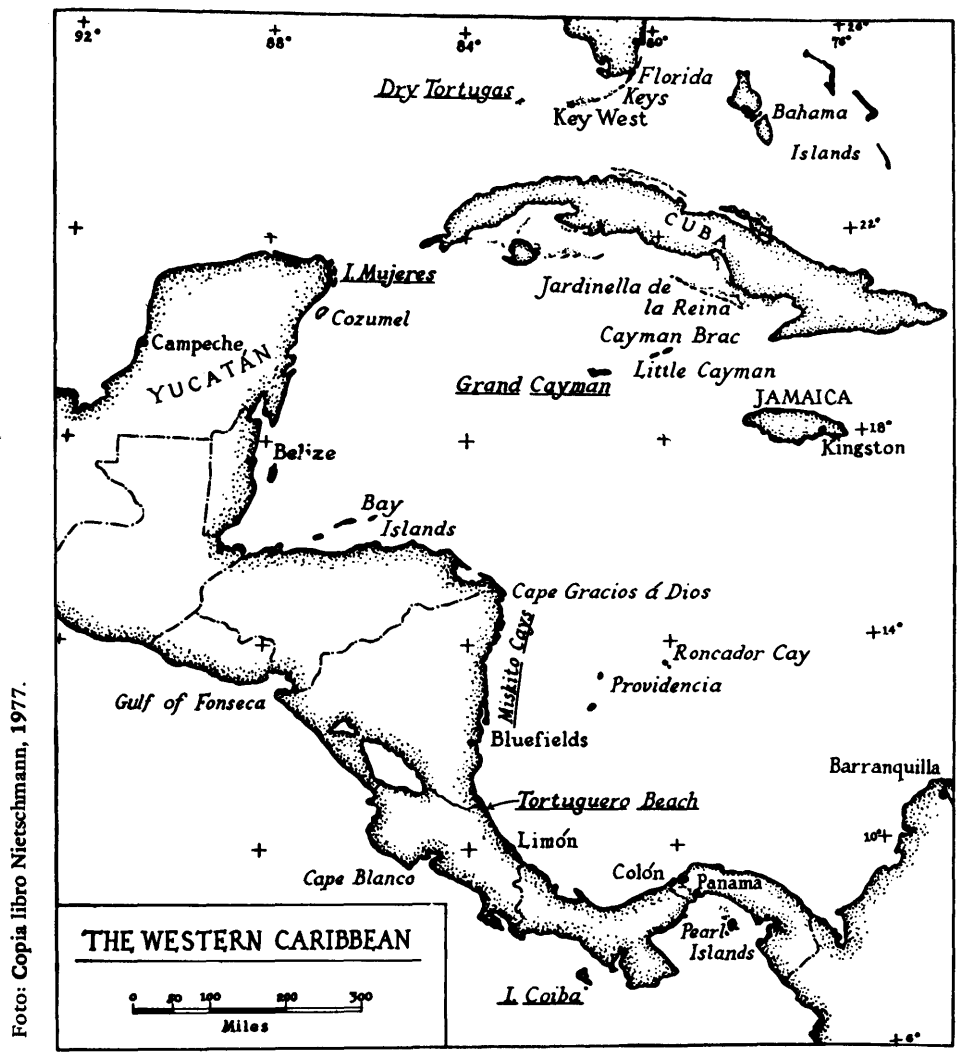 92°
88°
84°
80°
76°
Dry Tortugas
Florida
Keys
Key West
Bahama
Islands
CUBA
22°
I. Mujeres
Cozumel
Jardinella de
la Reina
Campeche
YUCATÁN
Cayman Brac
Little Cayman
Grand Cayman
JAMAICA
18°
Kingston
Belize
Bay
Islands
Cape Gracios á Dios
Miskito Cays
14°
Roncador Cay
Providencia
Gulf of Fonseca
Bluefields
Barranquilla
Tortuguero Beach
Limón
10°
Cape Blanco
Colón
Panama
Pearl
Islands
I. Coiba
6°
THE WESTERN CARIBBEAN
0 50 100 200 300
Miles
Foto: Copia libro Nietschmann, 1977.